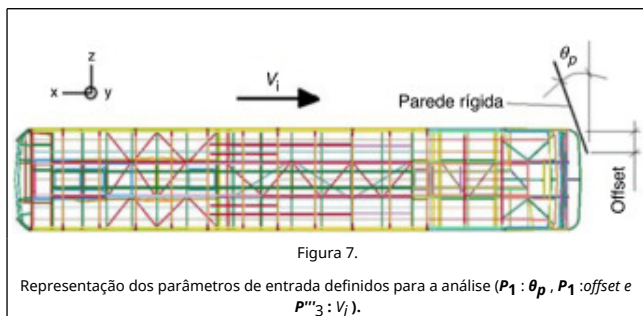 z
x
y
Vi
θp
Parede rígida
Offset
Figura 7.
Representação dos parâmetros de entrada definidos para a análise (P1 : θp , P1 :offset e
P'''3 : Vi ).